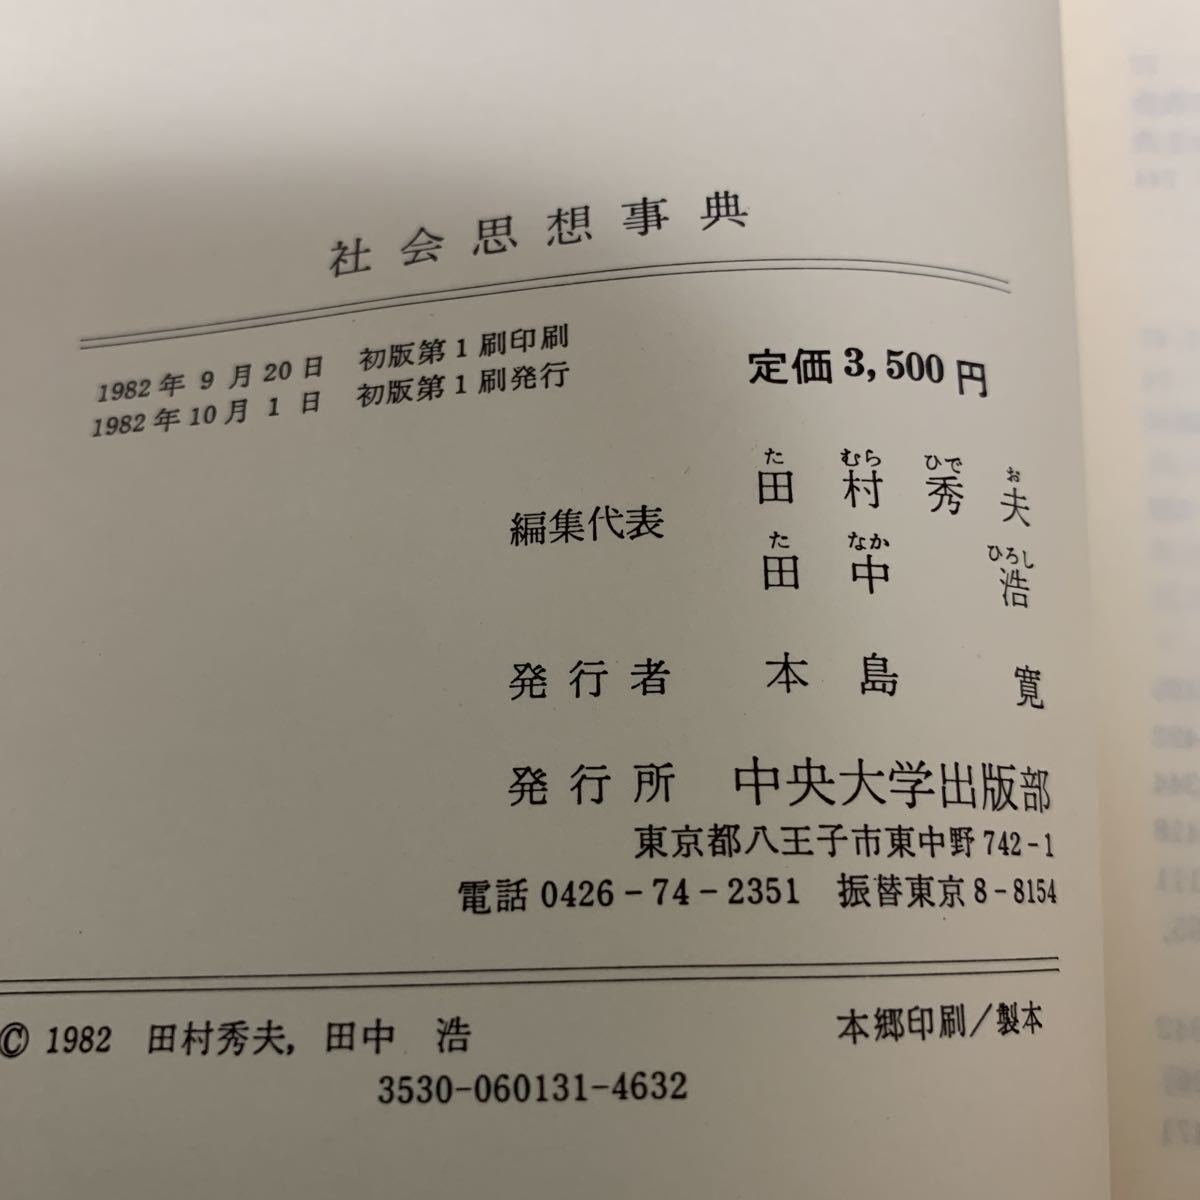 社会思想事典
1982年9月20日 初版第1刷印刷
1982年10月1日 初版第1刷発行
定価3,500円
た むら ひで お
編集代表 田村秀夫
た なか ひろし
田中 浩
発行者 本島 寛
発行所 中央大学出版部
東京都八王子市東中野742-1
電話0426-74-2351 振替東京8-8154
© 1982 田村秀夫, 田中 浩
本郷印刷/製本
3530-060131-4632